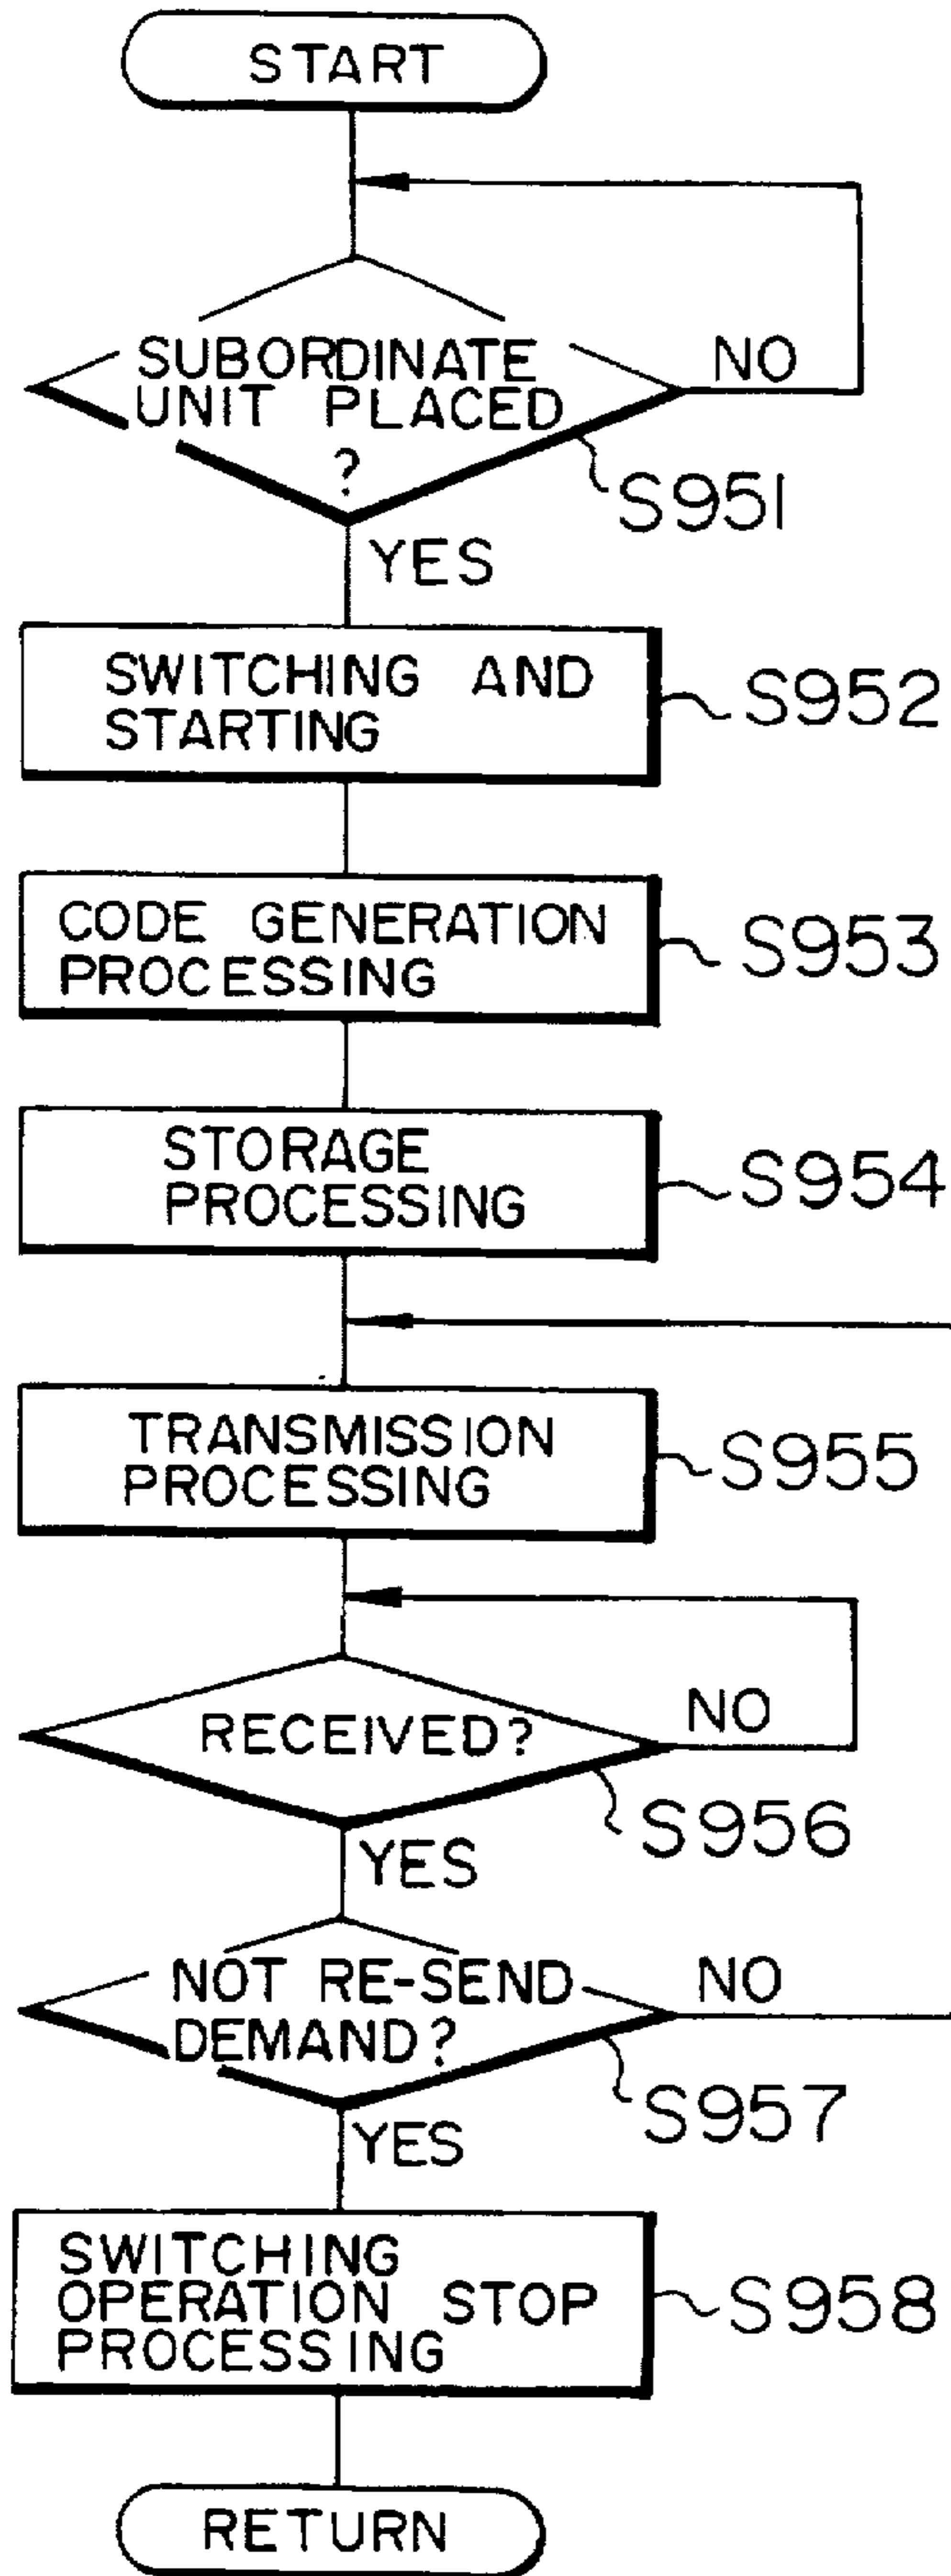 START
SUBORDINATE
UNIT PLACED
?
NO
S951
YES
SWITCHING AND
STARTING
S952
CODE GENERATION
PROCESSING
S953
STORAGE
PROCESSING
S954
TRANSMISSION
PROCESSING
S955
RECEIVED?
NO
S956
YES
NOT RE-SEND
DEMAND?
NO
S957
YES
SWITCHING
OPERATION STOP
PROCESSING
S958
RETURN